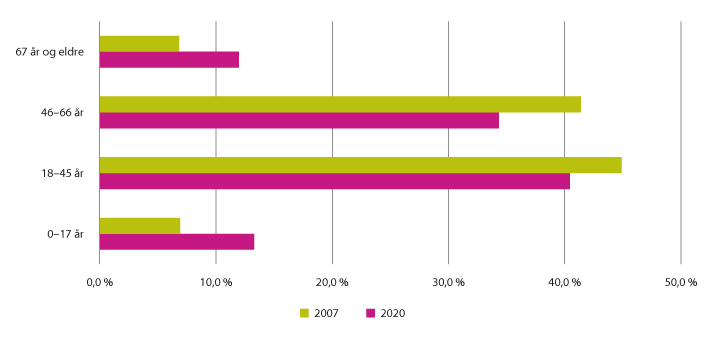 67 år og eldre
46–66 år
18–45 år
0–17 år
0,0 % 10,0 % 20,0 % 30,0 % 40,0 % 50,0 %
2007 2020